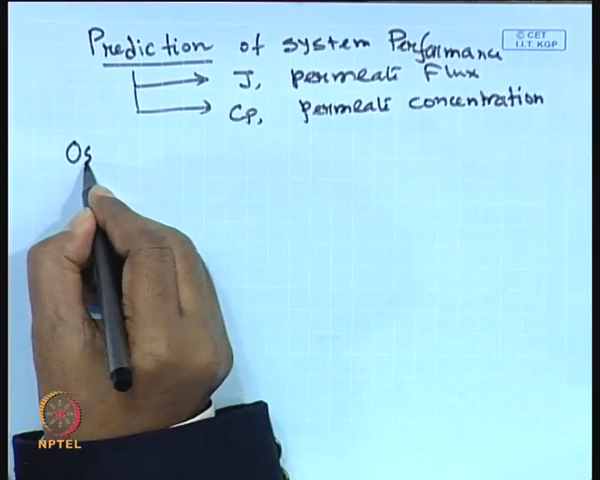 Prediction of system Performance
© CET
I.I.T. KGP
J, permeate Flux
Cp, permeate concentration
Os
NPTEL